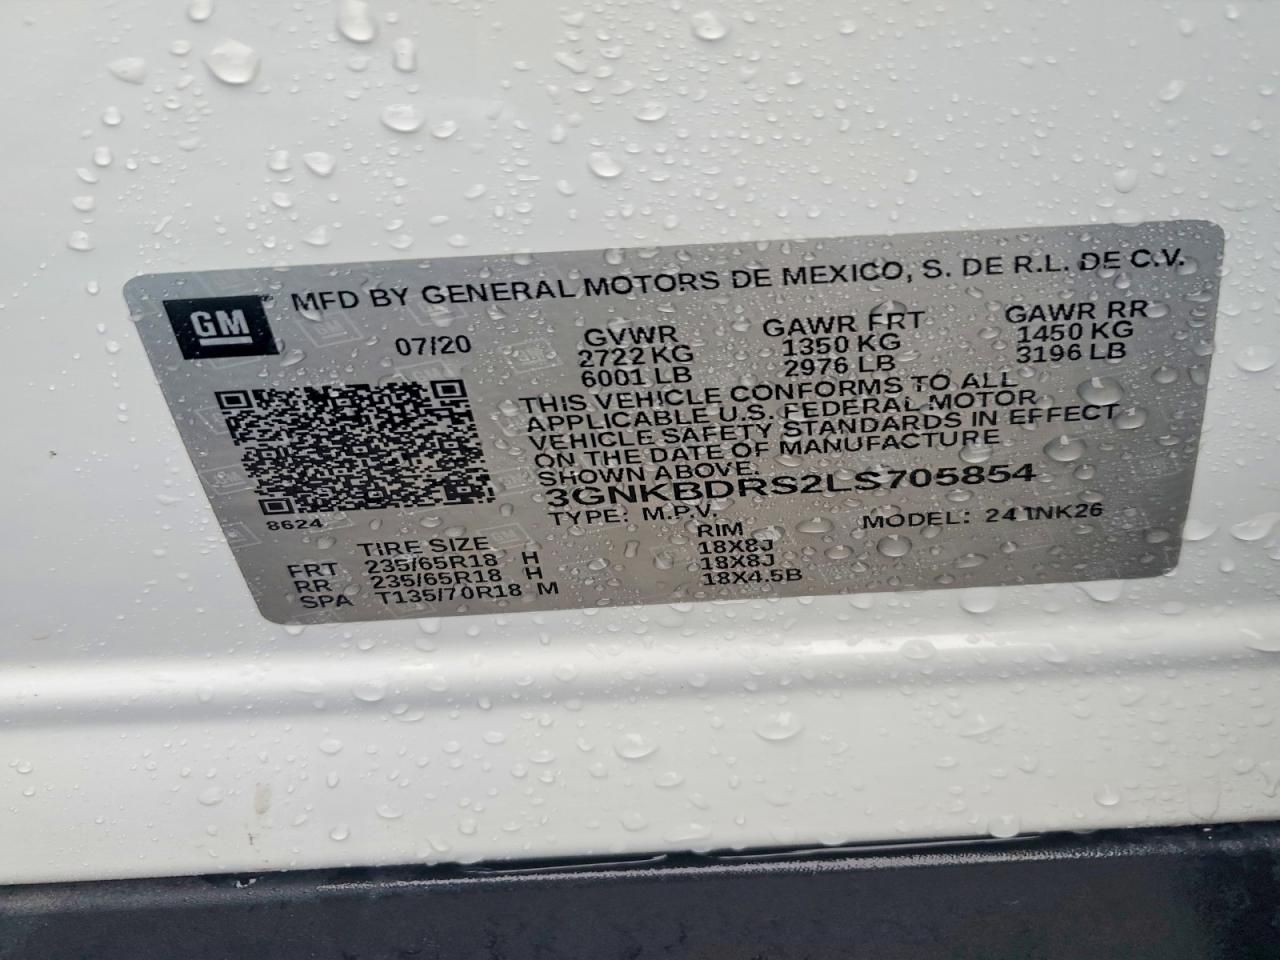 GM
MFD BY GENERAL MOTORS DE MEXICO, S. DE R.L. DE C.V.
07/20
GVWR GAWR FRT GAWR RR
2722 KG 1350 KG 1450 KG
6001 LB 2976 LB 3196 LB
THIS VEHICLE CONFORMS TO ALL
APPLICABLE U.S. FEDERAL MOTOR
VEHICLE SAFETY STANDARDS IN EFFECT
ON THE DATE OF MANUFACTURE
SHOWN ABOVE.
3GNKBDRS2LS705854
8624
TYPE: M.P.V. MODEL: 241NK26
TIRE SIZE RIM
FRT 235/65R18 H 18X8J
RR 235/65R18 H 18X8J
SPA T135/70R18 M 18X4.5B